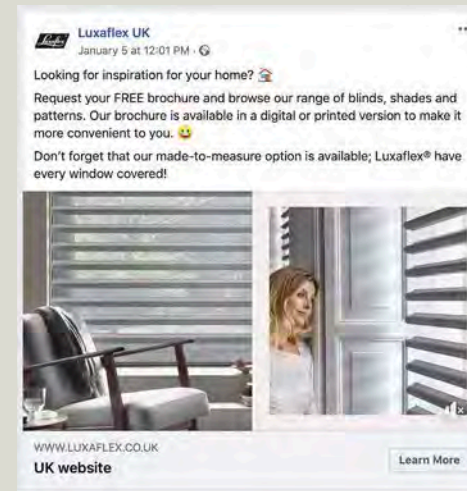 Luxaflex
Luxaflex UK
January 5 at 12:01 PM ·
Looking for inspiration for your home? 🏠
Request your FREE brochure and browse our range of blinds, shades and
patterns. Our brochure is available in a digital or printed version to make it
more convenient to you. 😃
Don't forget that our made-to-measure option is available; Luxaflex® have
every window covered!
WWW.LUXAFLEX.CO.UK
UK website
Learn More